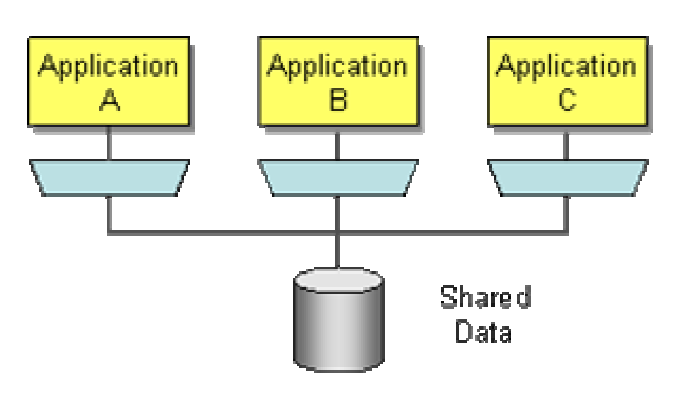 Application
A
Application
B
Application
C
Shared
Data